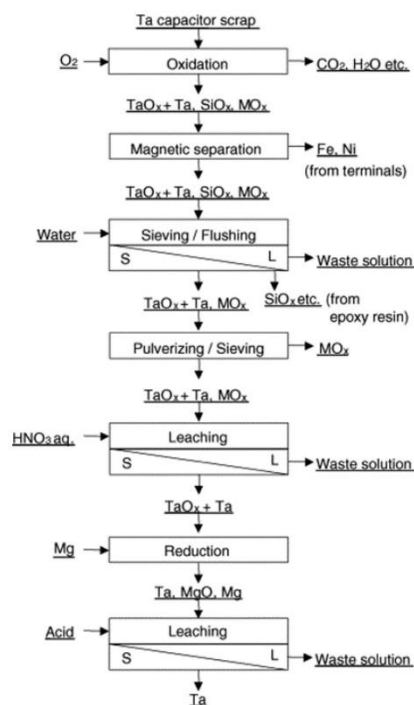 Ta capacitor scrap
O₂ Oxidation CO₂, H₂O etc.
TaOₓ + Ta, SiOₓ, MOₓ
Magnetic separation Fe, Ni
(from terminals)
TaOₓ + Ta, SiOₓ, MOₓ
Water Sieving / Flushing
S L Waste solution
SiOₓ etc. (from
epoxy resin)
TaOₓ + Ta, MOₓ
Pulverizing / Sieving MOₓ
TaOₓ + Ta, MOₓ
HNO₃ aq. Leaching
S L Waste solution
TaOₓ + Ta
Mg Reduction
Ta, MgO, Mg
Acid Leaching
S L Waste solution
Ta